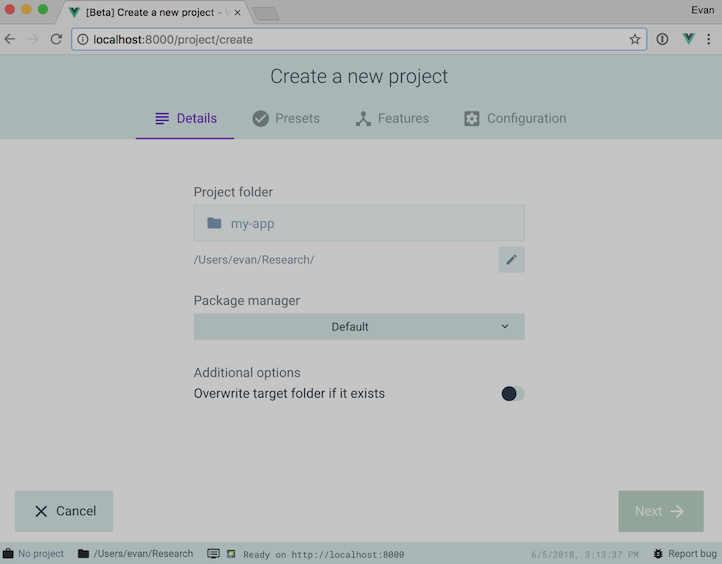 [Beta] Create a new project - V
Evan
localhost:8000/project/create
Create a new project
Details
Presets
Features
Configuration
Project folder
my-app
/Users/evan/Research/
Package manager
Default
Additional options
Overwrite target folder if it exists
Cancel
Next
No project
/Users/evan/Research
Ready on http://localhost:8000
6/5/2018, 3:13:37 PM
Report bug